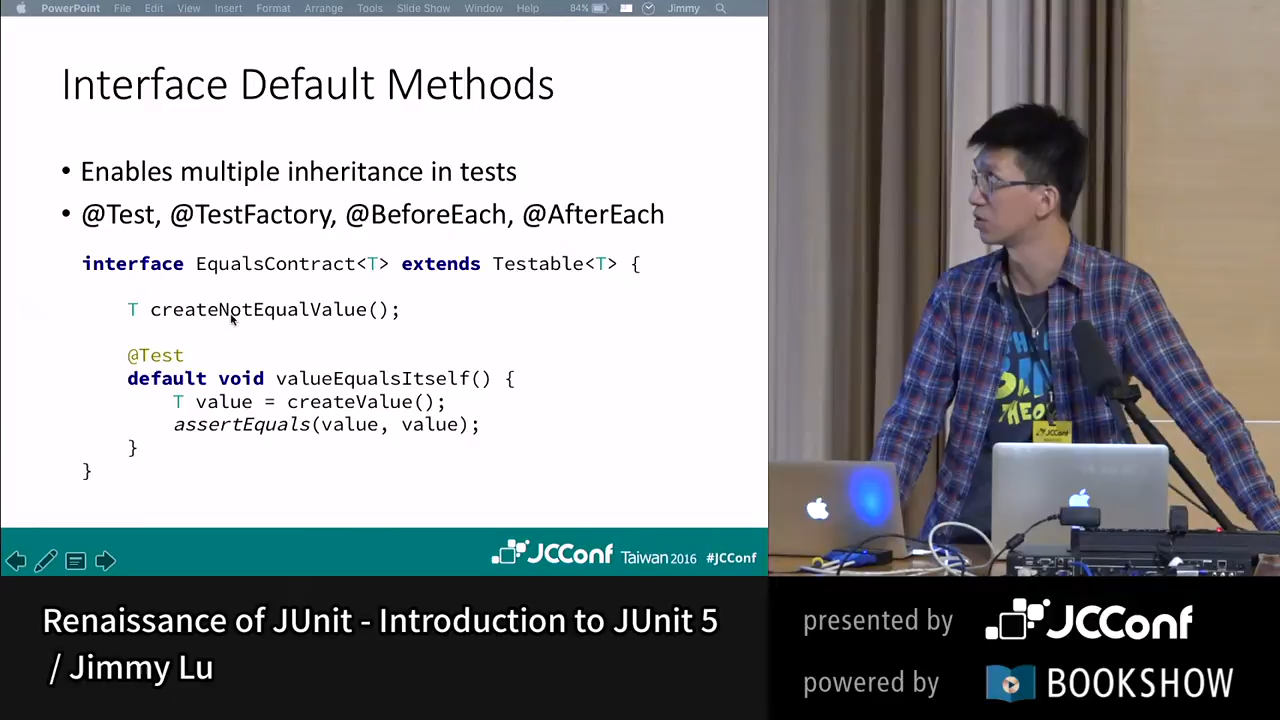 PowerPoint File Edit View Insert Format Arrange Tools Slide Show Window Help 84% Jimmy
Interface Default Methods
• Enables multiple inheritance in tests
• @Test, @TestFactory, @BeforeEach, @AfterEach
interface EqualsContract<T> extends Testable<T> {
T createNotEqualValue();
@Test
default void valueEqualsItself() {
T value = createValue();
assertEquals(value, value);
}
}
JCConf Taiwan 2016 #JCConf
JCConf
Renaissance of JUnit - Introduction to JUnit 5
/ Jimmy Lu
presented by JCConf
powered by BOOKSHOW